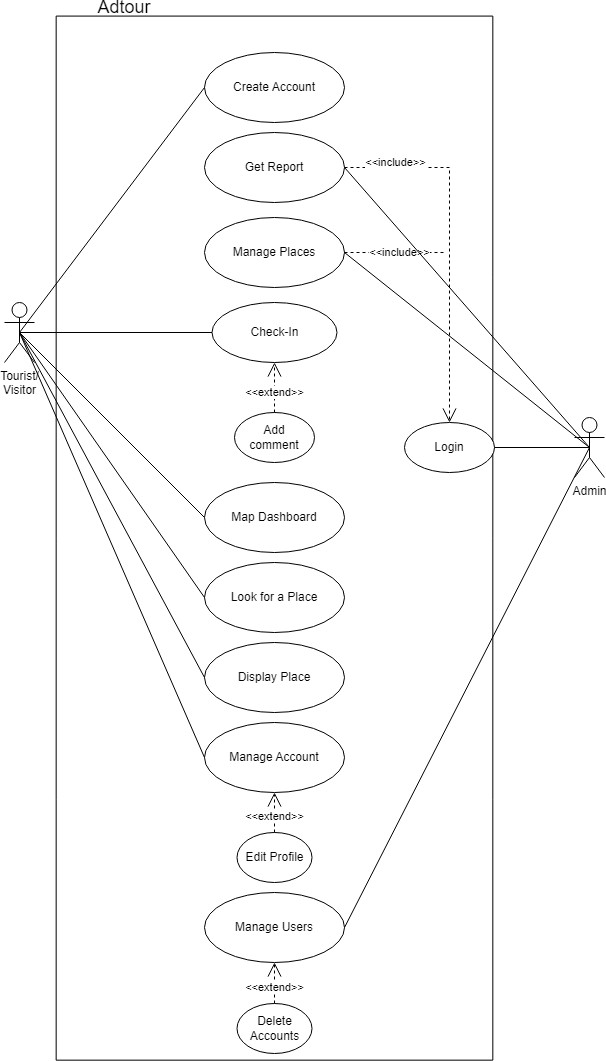 Adtour
Create Account
Get Report
<<include>>
Manage Places
<<include>>
Check-In
Tourist/
Visitor
<<extend>>
Add
comment
Login
Admin
Map Dashboard
Look for a Place
Display Place
Manage Account
<<extend>>
Edit Profile
Manage Users
<<extend>>
Delete
Accounts